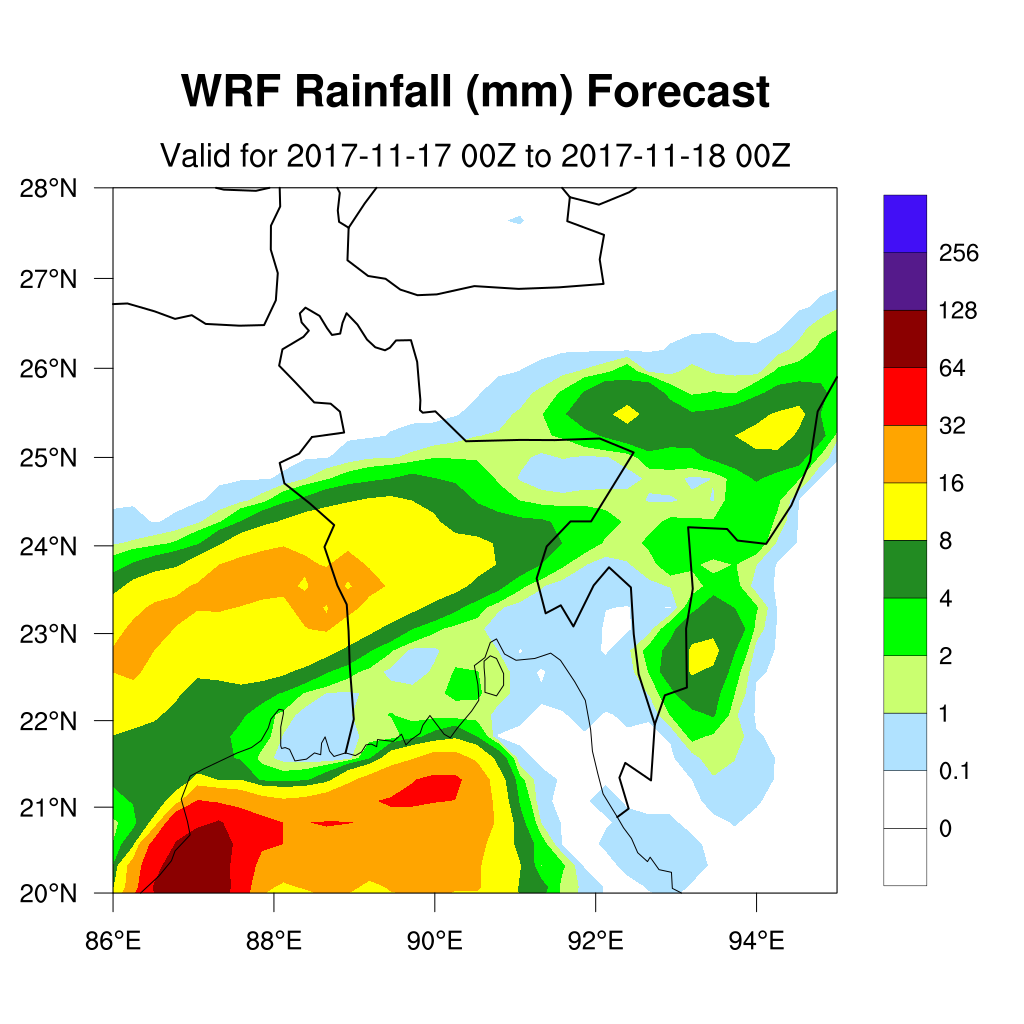 WRF Rainfall (mm) Forecast
Valid for 2017-11-17 00Z to 2017-11-18 00Z
28°N
27°N
26°N
25°N
24°N
23°N
22°N
21°N
20°N
86°E
88°E
90°E
92°E
94°E
256
128
64
32
16
8
4
2
1
0.1
0